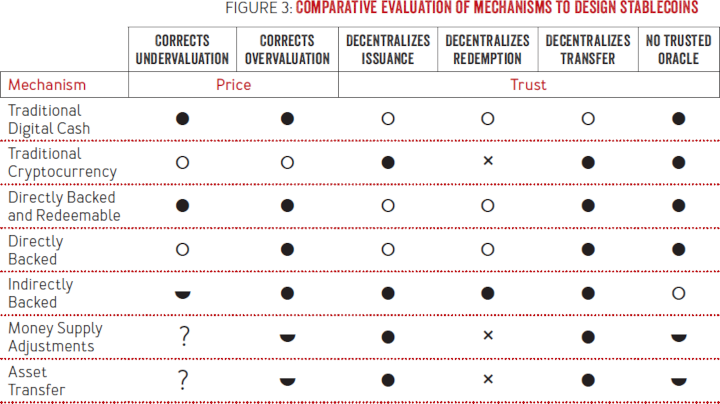 FIGURE 3: COMPARATIVE EVALUATION OF MECHANISMS TO DESIGN STABLECOINS
CORRECTS UNDERVALUATION CORRECTS OVERVALUATION DECENTRALIZES ISSUANCE DECENTRALIZES REDEMPTION DECENTRALIZES TRANSFER NO TRUSTED ORACLE
Mechanism Price Trust
Traditional
Digital Cash ● ● ○ ○ ○ ●
Traditional
Cryptocurrency ○ ○ ● × ● ●
Directly Backed
and Redeemable ● ● ○ ○ ● ●
Directly
Backed ○ ● ○ ○ ● ●
Indirectly
Backed ◡ ● ● ● ● ○
Money Supply
Adjustments ? ◡ ● × ● ◡
Asset
Transfer ? ◡ ● × ● ◡